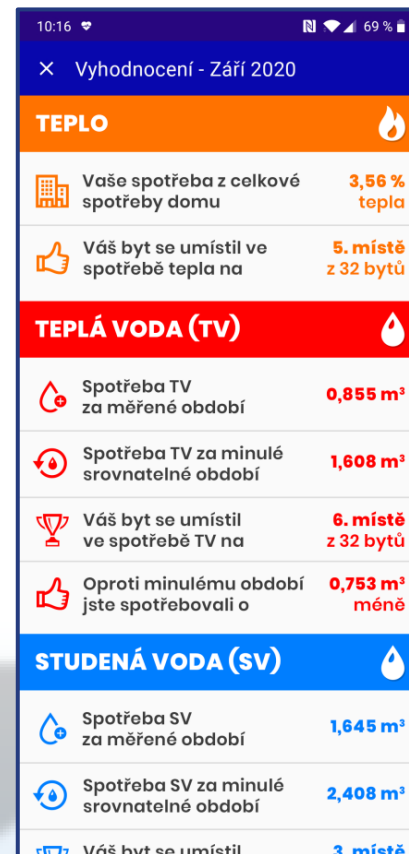 10:16 69 %
× Vyhodnocení - Září 2020
TEPLO
Vaše spotřeba z celkové 3,56 %
spotřeby domu tepla
Váš byt se umístil ve 5. místě
spotřebě tepla na z 32 bytů
TEPLÁ VODA (TV)
Spotřeba TV
za měřené období 0,855 m³
Spotřeba TV za minulé
srovnatelné období 1,608 m³
Váš byt se umístil 6. místě
ve spotřebě TV na z 32 bytů
Oproti minulému období 0,753 m³
jste spotřebovali o méně
STUDENÁ VODA (SV)
Spotřeba SV
za měřené období 1,645 m³
Spotřeba SV za minulé
srovnatelné období 2,408 m³
Váš byt se umístil 3. místě